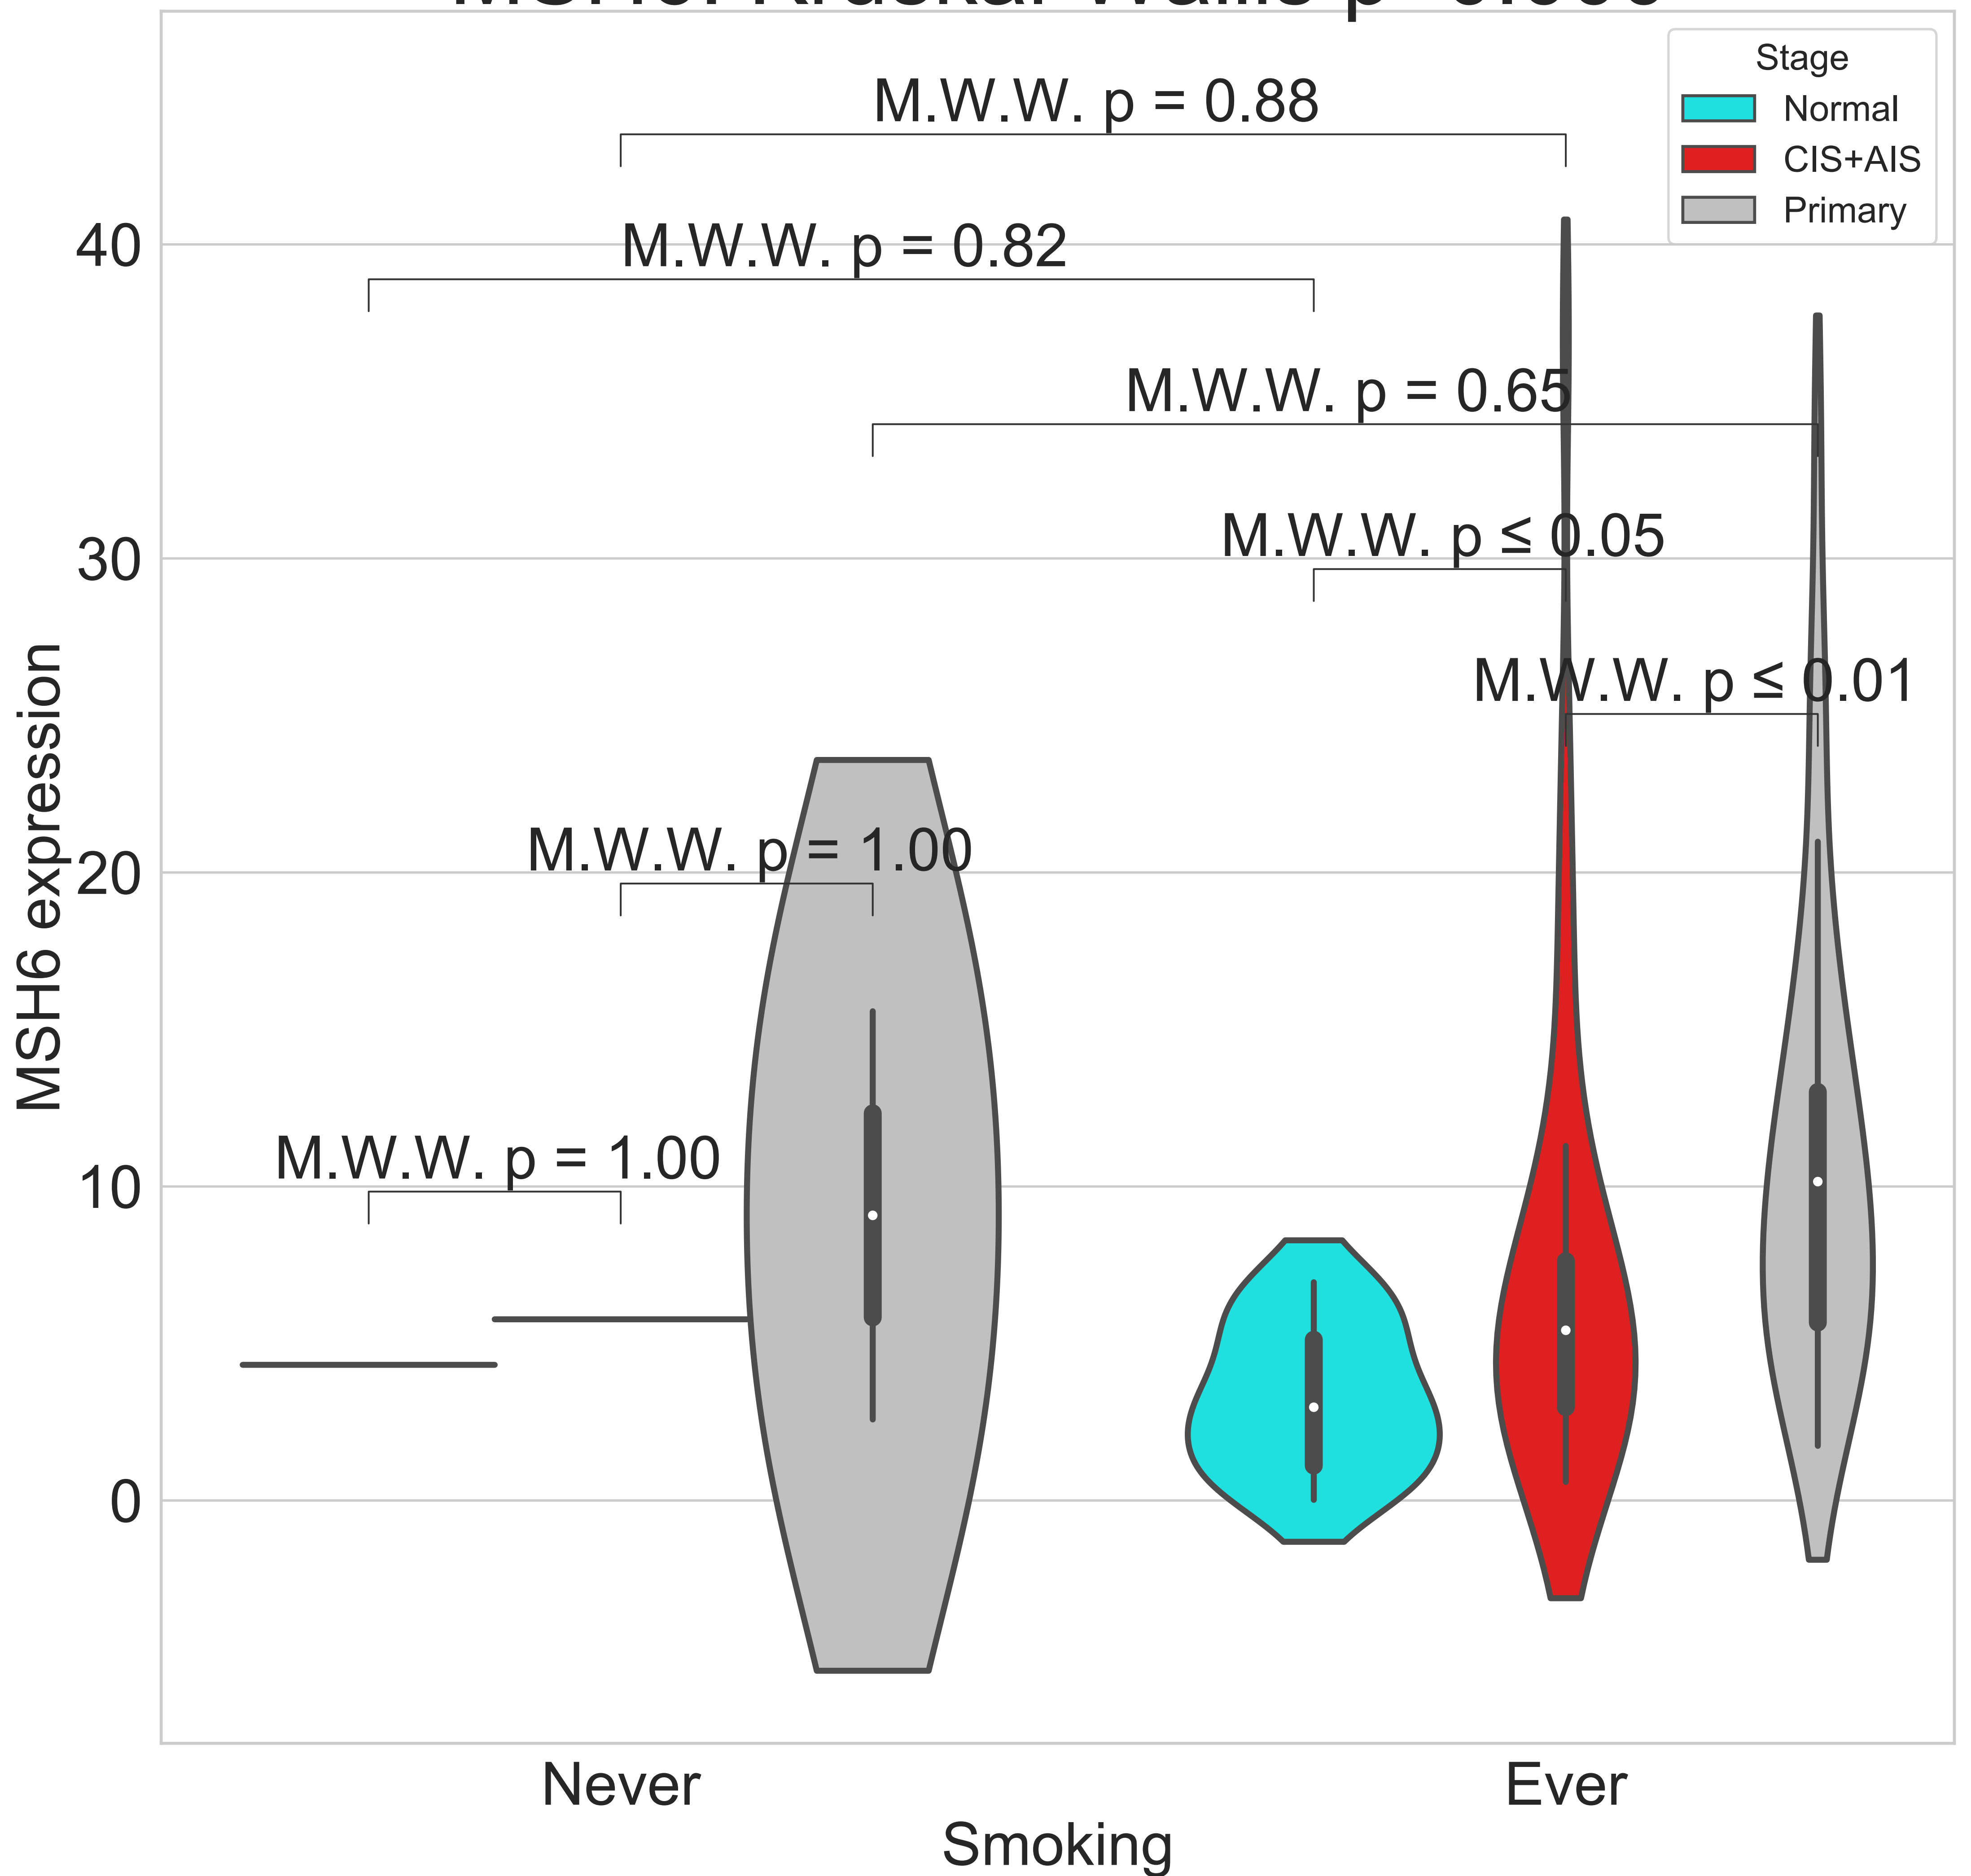 Stage
Normal
CIS+AIS
Primary
M.W.W. p = 0.88
M.W.W. p = 0.82
M.W.W. p = 0.65
M.W.W. p ≤ 0.05
M.W.W. p ≤ 0.01
M.W.W. p = 1.00
M.W.W. p = 1.00
40
30
20
10
0
MSH6 expression
Never
Ever
Smoking